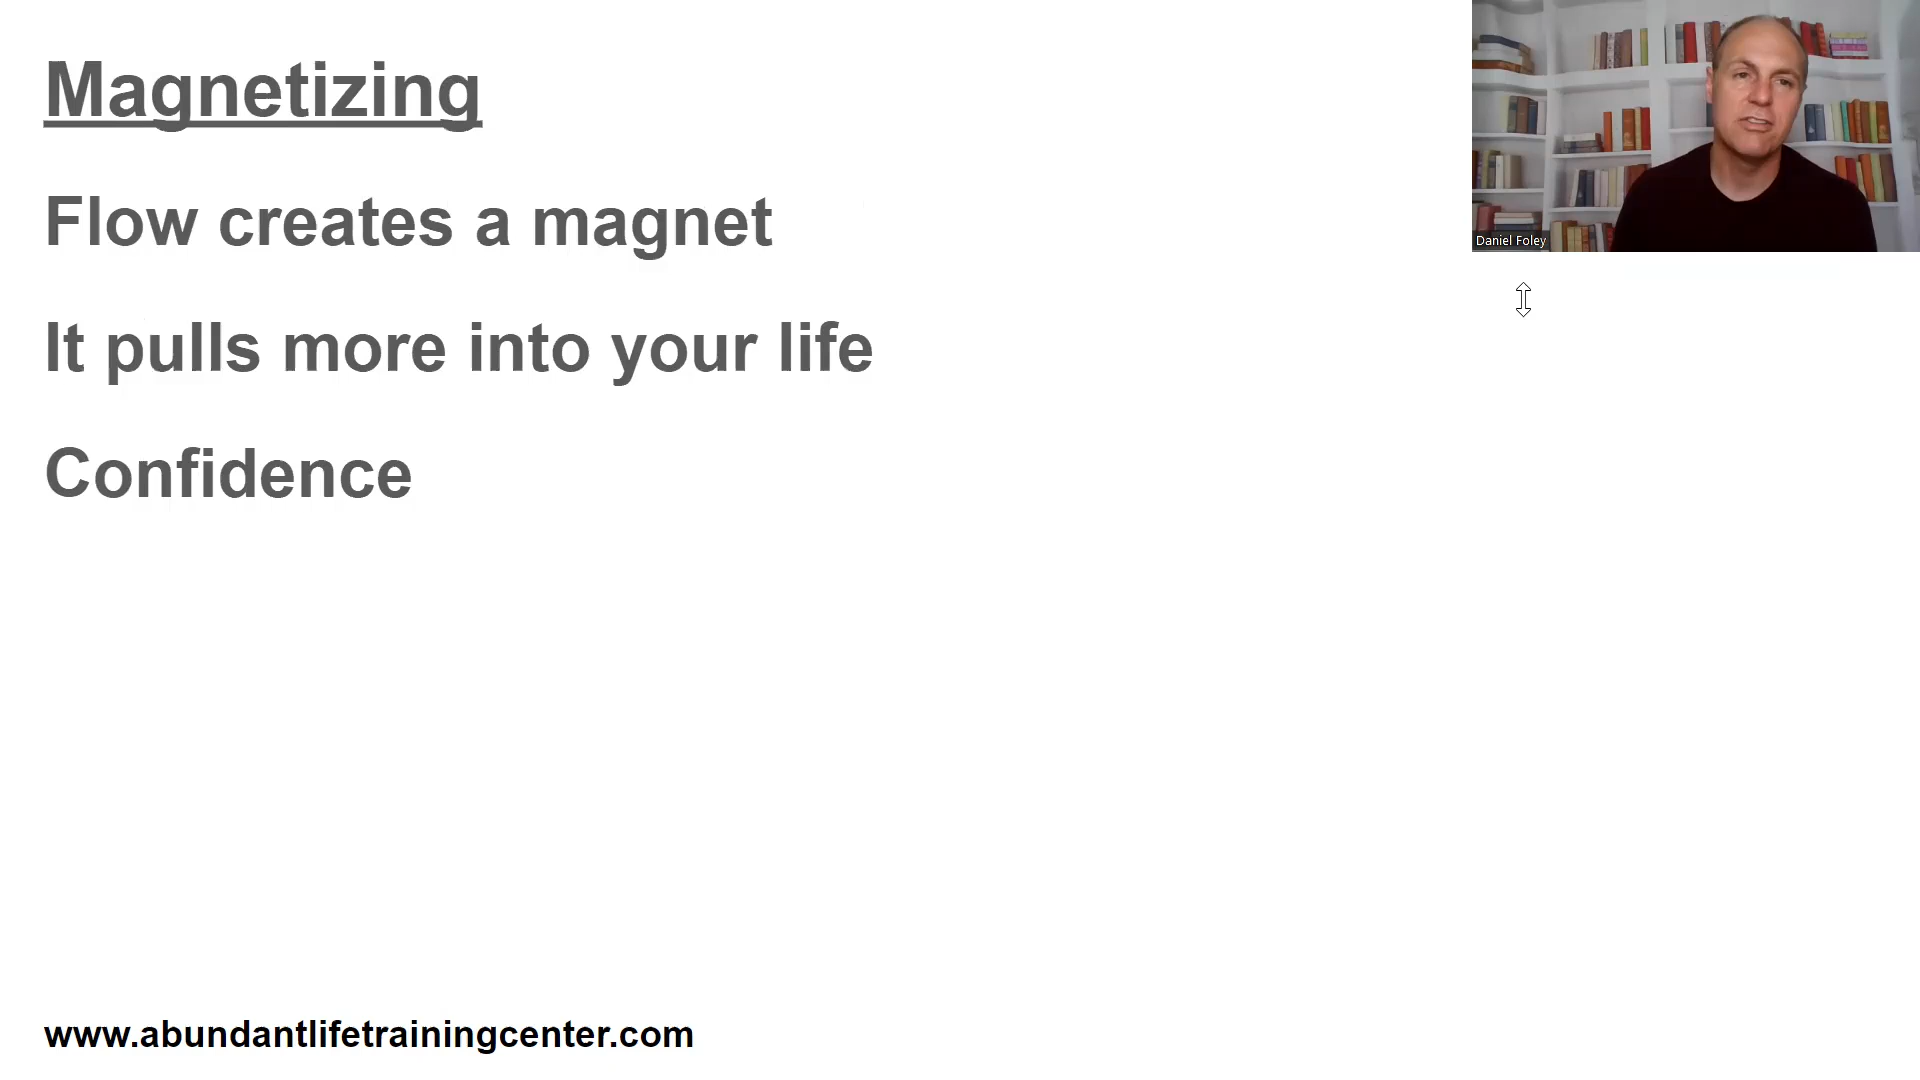 Magnetizing
Flow creates a magnet
It pulls more into your life
Confidence
Daniel Foley
www.abundantlifetrainingcenter.com